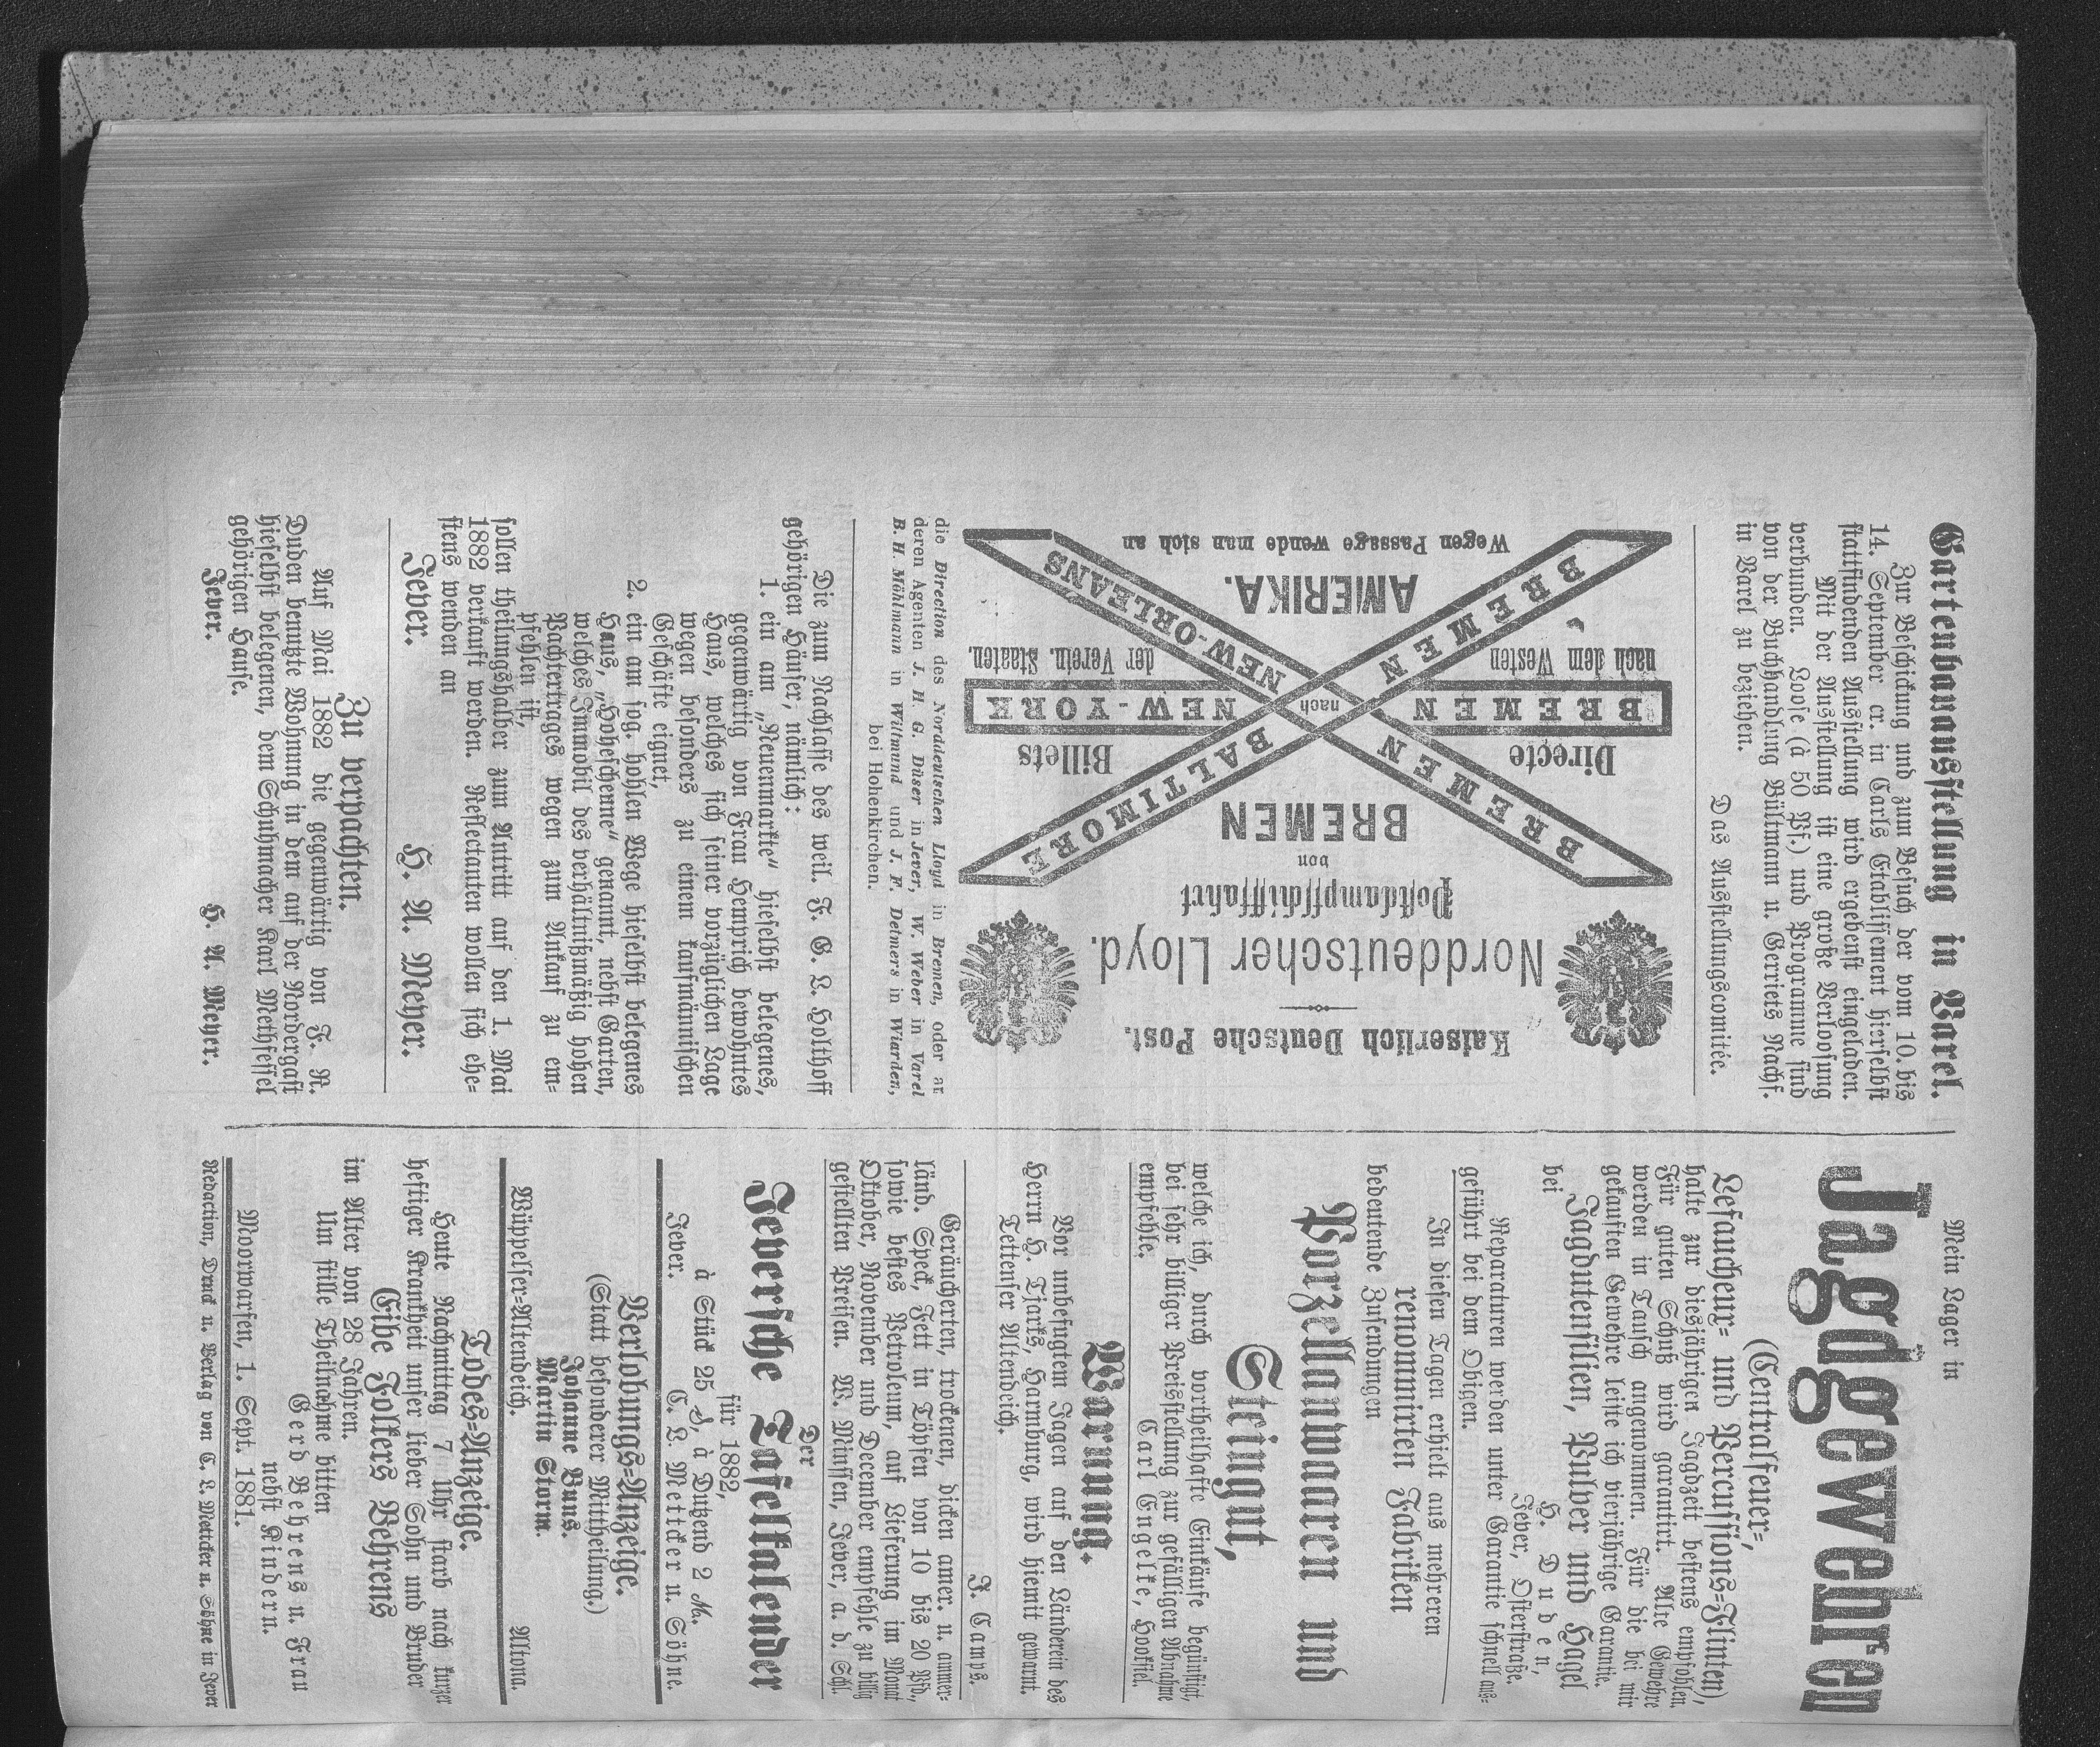 Gartenbauausstellung in Varel.
Zur Beschickung und zum Besuch der vom 10. bis
14. September cr. in Carls Etablissement hierselbst
stattfindenden Ausstellung wird ergebenst eingeladen.
Mit der Ausstellung ist eine große Verloosung
verbunden. Loose (à 50 Pf.) und Programme sind
von der Buchhandlung Bültmann u. Gerriets Nachf.
in Varel zu beziehen.
Das Ausstellungscomitée.
Kaiserlich Deutsche Post.
Norddeutscher Lloyd.
Postdampfschifffahrt
von
BREMEN
BREMEN
BALTIMORE
Directe
Billets
BREMEN nach NEW-YORK
nach dem Westen
der Verein. Staaten.
BREMEN
NEW-ORLEANS
AMERIKA.
Wegen Passage wende man sich an
die Direction des Norddeutschen Lloyd in Bremen, oder an
deren Agenten J. H. G. Düser in Jever, W. Weber in Varel
B. H. Möhlmann in Wittmund und J. F. Detmers in Wiarden,
bei Hohenkirchen.
Die zum Nachlasse des weil. F. C. L. Holthoff
gehörigen Häuser, nämlich:
1. ein am „Neuenmarkte“ hieselbst belegenes,
gegenwärtig von Frau Hemprich bewohntes
Haus, welches sich seiner vorzüglichen Lage
wegen besonders zu einem kaufmännischen
Geschäfte eignet,
2. ein am sog. hohlen Wege hieselbst belegenes
Haus, „Hofescheune“ genannt, nebst Garten,
welches Immobil des verhältnißmäßig hohen
Pachtertrages wegen zum Ankauf zu em=
pfehlen ist,
sollen theilungshalber zum Antritt auf den 1. Mai
1882 verkauft werden. Reflectanten wollen sich ehe=
stens wenden an
Jever. H. A. Meyer.
Zu verpachten.
Auf Mai 1882 die gegenwärtig von F. N.
Duden benutzte Wohnung in dem auf der Nordergast
hieselbst belegenen, dem Schuhmacher Karl Methfessel
gehörigen Hause.
Jever. H. A. Meyer.
Mein Lager in
Jagdgewehren
(Centralfeuer=,
Lefaucheur= und Percussions=Flinten),
halte zur diesjährigen Jagdzeit bestens empfohlen.
Für guten Schuß wird garantirt. Alte Gewehre
werden in Tausch angenommen. Für die bei mir
gekauften Gewehre leiste ich vierjährige Garantie.
Jagdutensilien, Pulver und Hagel
bei H. Duden,
Jever, Osterstraße.
Reparaturen werden unter Garantie schnell aus=
geführt bei dem Obigen.
In diesen Tagen erhielt aus mehreren
renommirten Fabriken
bedeutende Zusendungen
Porzellanwaaren und
Steingut,
welche ich, durch vortheilhafte Einkäufe begünstigt,
bei sehr billiger Preisstellung zur gefälligen Abnahme
empfehle. Carl Engelke, Hooksiel.
Warnung.
Vor unbefugtem Jagen auf den Länderein des
Herrn H. Tjarks, Harmburg, wird hiemit gewarnt.
Tettenser Altendeich. J. Camps.
Geräucherten, trockenen, dicken amer. u. ammer=
länd. Speck, Fett in Töpfen von 10 bis 20 Pfd.,
sowie bestes Petroleum, auf Lieferung im Monat
Oktober, November und December empfehle zu billig
gestellten Preisen. W. Minssen, Jever, a. d. Schl.
Der
Jeversche Tafelkalender
für 1882,
à Stück 25 ₰, à Dutzend 2 ℳ.
Jever. C. L. Mettcker u. Söhne.
Verlobungs=Anzeige.
(Statt besonderer Mittheilung.)
Johanne Buns.
Martin Storm.
Wüppelser=Altendeich. Altona.
Todes=Anzeige.
Heute Nachmittag 7 Uhr starb nach kurzer
heftiger Krankheit unser lieber Sohn und Bruder
Eibe Folkers Behrens
im Alter von 28 Jahren.
Um stille Theilnahme bitten
Gerd Behrens u. Frau
nebst Kindern.
Moorwarfen, 1. Sept. 1881.
Redaction, Druck u. Verlag von C. L. Mettcker u. Söhne in Jever